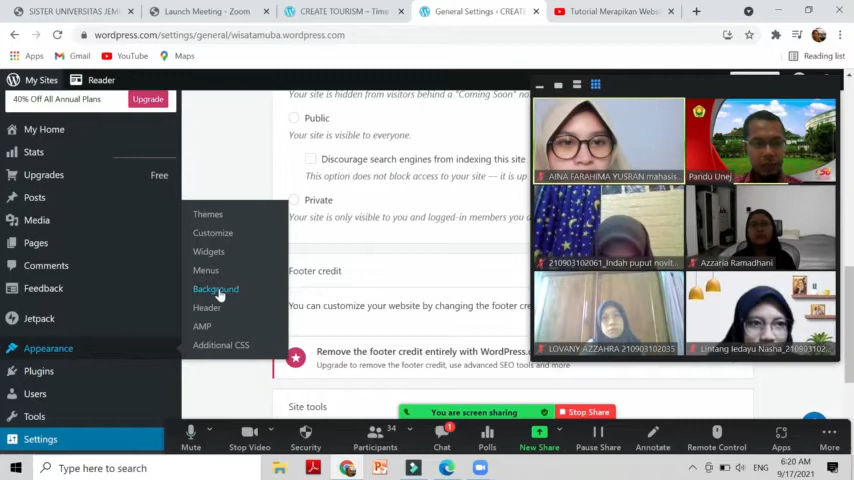 SISTER UNIVERSITAS JEMU
Launch Meeting - Zoom
CREATE TOURISM – Time
General Settings ‹ CREATE
Tutorial Merapikan Website
wordpress.com/settings/general/wisatamuba.wordpress.com
Apps
Gmail
YouTube
Maps
Reading list
My Sites
Reader
40% Off All Annual Plans
Upgrade
My Home
Stats
Upgrades
Free
Posts
Media
Pages
Comments
Feedback
Jetpack
Appearance
Plugins
Users
Tools
Settings
Themes
Customize
Widgets
Menus
Background
Header
AMP
Additional CSS
Your site is hidden from visitors behind a "Coming Soon"
Public
Your site is visible to everyone.
Discourage search engines from indexing this site
This option does not block access to your site — it is up
Private
Your site is only visible to you and logged-in members you
Footer credit
You can customize your website by changing the footer
Remove the footer credit entirely with WordPress.
Upgrade to remove the footer credit, use advanced SEO tools and more
Site tools
AINA FARAHIMA YUSRAN mahasis
Pandu Unej
210903102061_Indah puput novit
Azzaria Ramadhani
LOVANY AZZAHRA 210903102035
Lintang Iedayu Nasha_210903102
You are screen sharing
Stop Share
Mute
Stop Video
Security
Participants
34
Chat
1
Polls
New Share
Pause Share
Annotate
Remote Control
Apps
More
Type here to search
ENG
6:20 AM
9/17/2021